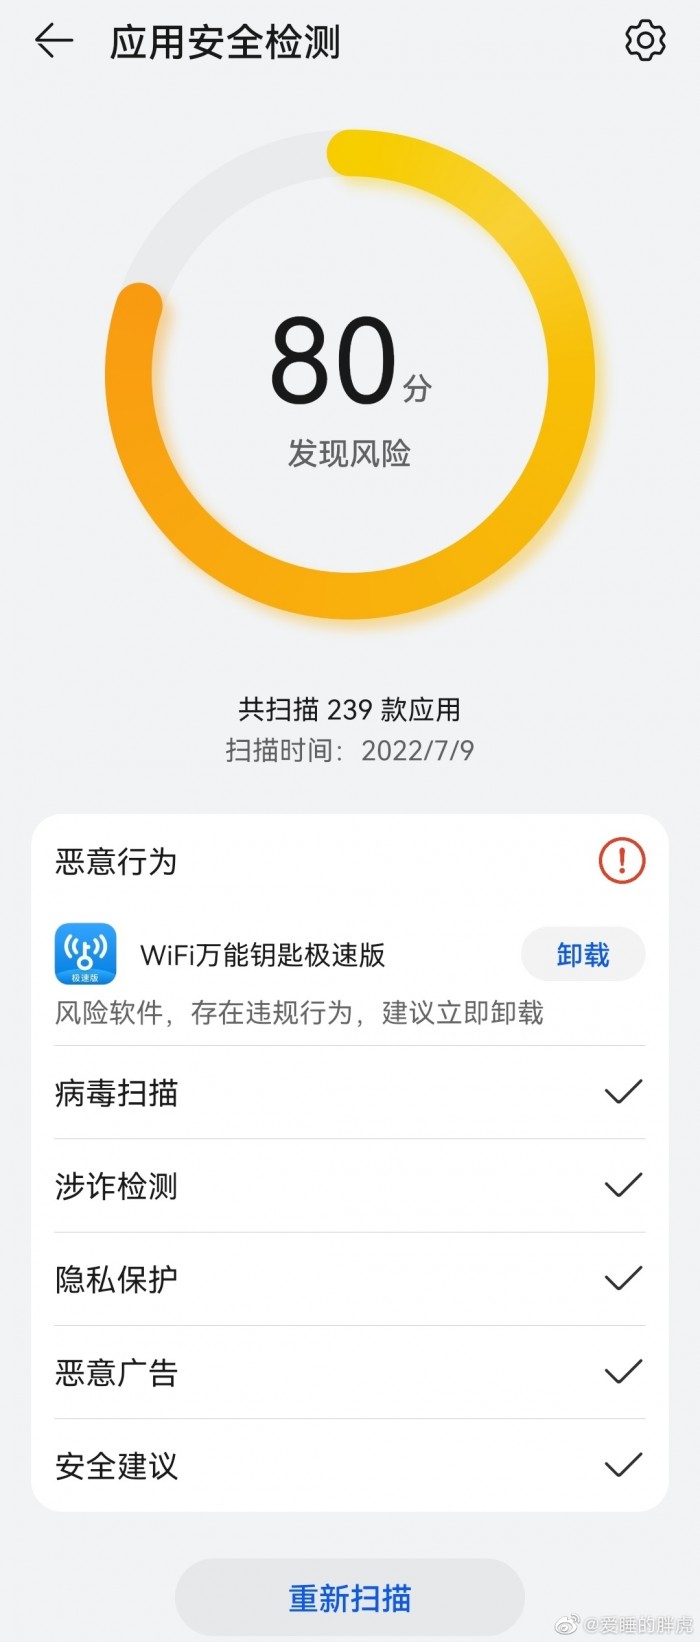 应用安全检测
80分
发现风险
共扫描 239 款应用
扫描时间：2022/7/9
恶意行为
极速版
WiFi万能钥匙极速版
卸载
风险软件，存在违规行为，建议立即卸载
病毒扫描
涉诈检测
隐私保护
恶意广告
安全建议
重新扫描
@爱睡的胖虎